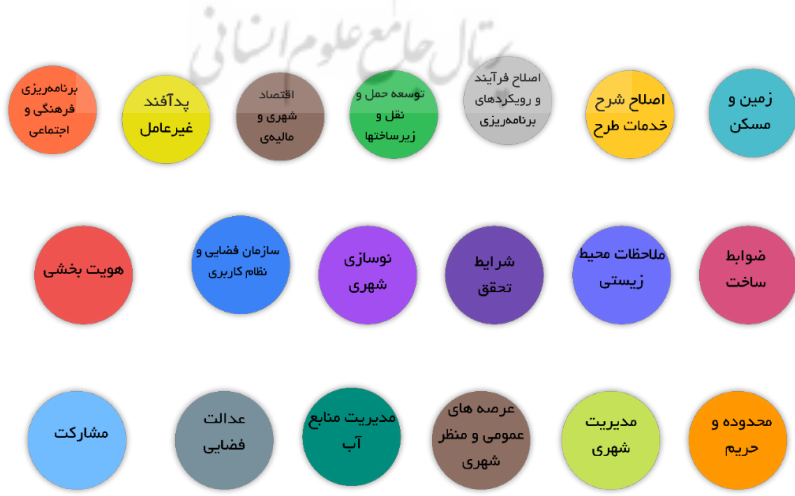 پرتال جامع علوم انسانی
زمین و
مسکن
اصلاح شرح
خدمات طرح
اصلاح فرآیند
و رویکردهای
برنامه‌ریزی
توسعه حمل و
نقل و
زیرساختها
اقتصاد
شهری و
مالیه‌ی
پدآفند
غیرعامل
برنامه‌ریزی
فرهنگی و
اجتماعی
ضوابط
ساخت
ملاحظات محیط
زیستی
شرایط
تحقق
نوسازی
شهری
سازمان فضایی و
نظام کاربری
هویت بخشی
محدوده و
حریم
مدیریت
شهری
عرصه های
عمومی و منظر
شهری
مدیریت منابع
آب
عدالت
فضایی
مشارکت